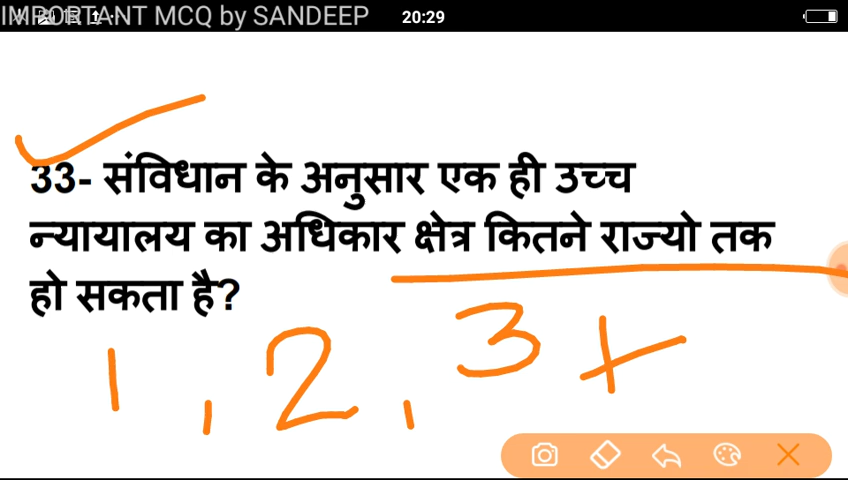 IMPORTANT MCQ by SANDEEP 20:29
33- संविधान के अनुसार एक ही उच्च
न्यायालय का अधिकार क्षेत्र कितने राज्यो तक
हो सकता है?
1, 2, 3+